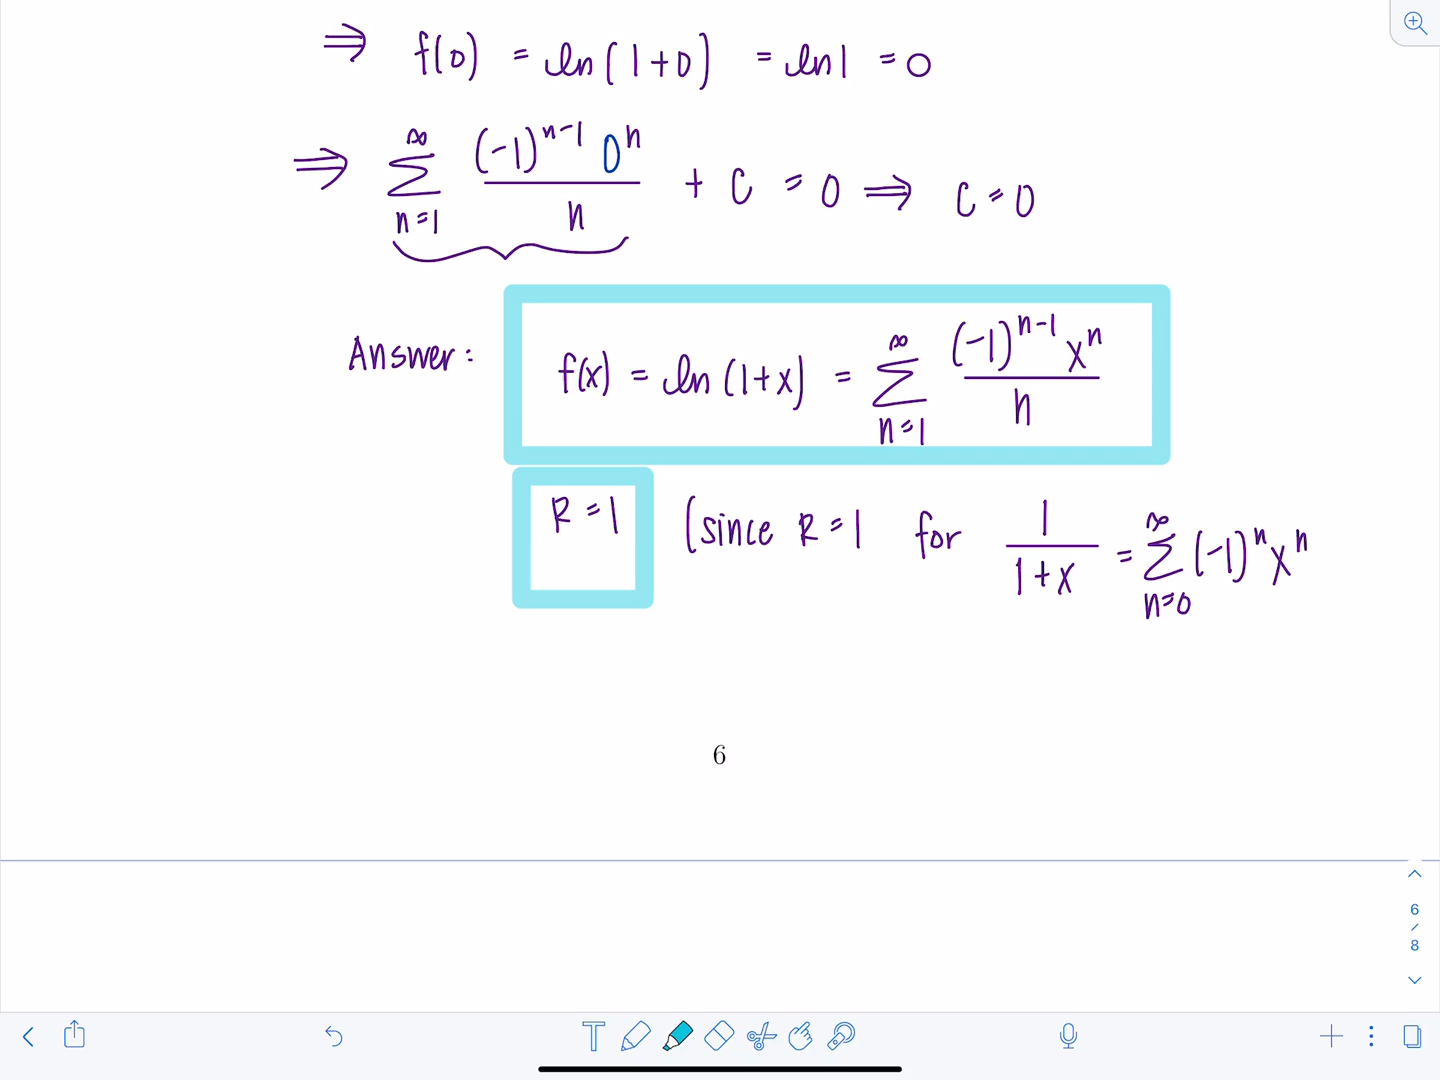 ⇒ f(0) = ln(1+0) = ln1 = 0
⇒ ∑_{n=1}^{∞} (-1)^{n-1} 0^n / n + C = 0 ⇒ C = 0
Answer: f(x) = ln(1+x) = ∑_{n=1}^{∞} (-1)^{n-1} x^n / n
R = 1 (since R = 1 for 1/(1+x) = ∑_{n=0}^{∞} (-1)^n x^n
6
6
/
8
T